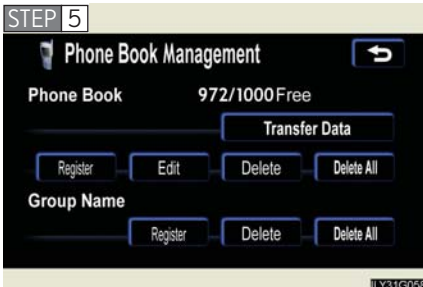 STEP 5
Phone Book Management
Phone Book 972/1000 Free
Transfer Data
Register Edit Delete Delete All
Group Name
Register Delete Delete All